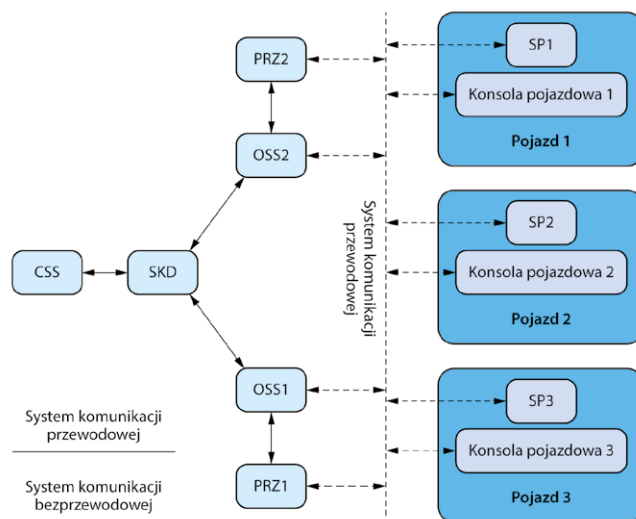 PRZ2
SP1
Konsola pojazdowa 1
Pojazd 1
OSS2
System komunikacji
przewodowej
SP2
Konsola pojazdowa 2
Pojazd 2
CSS
SKD
OSS1
SP3
Konsola pojazdowa 3
Pojazd 3
System komunikacji
przewodowej
System komunikacji
bezprzewodowej
PRZ1